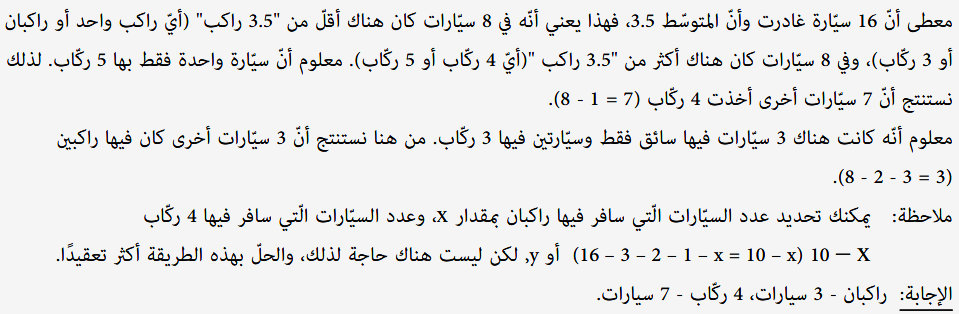 معطى أنّ 16 سيّارة غادرت وأنّ المتوسّط 3.5، فهذا يعني أنّه في 8 سيّارات كان هناك أقلّ من "3.5 راكب" (أيّ راكب واحد أو راكبان
أو 3 ركّاب)، وفي 8 سيّارات كان هناك أكثر من "3.5 راكب "(أيّ 4 ركّاب أو 5 ركّاب). معلوم أنّ سيّارة واحدة فقط بها 5 ركّاب. لذلك
نستنتج أنّ 7 سيّارات أخرى أخذت 4 ركّاب (7 = 1 - 8).
معلوم أنّه كانت هناك 3 سيّارات فيها سائق فقط وسيّارتين فيها 3 ركّاب. من هنا نستنتج أنّ 3 سيّارات أخرى كان فيها راكبين
(3 = 3 - 2 - 8).
ملاحظة: يمكنك تحديد عدد السيّارات الّتي سافر فيها راكبان بمقدار x، وعدد السيّارات الّتي سافر فيها 4 ركّاب
10 – X (16 – 3 – 2 – 1 – x = 10 – x) أو y, لكن ليست هناك حاجة لذلك، والحلّ بهذه الطريقة أكثر تعقيدًا.
الإجابة: راكبان - 3 سيارات، 4 ركّاب - 7 سيارات.